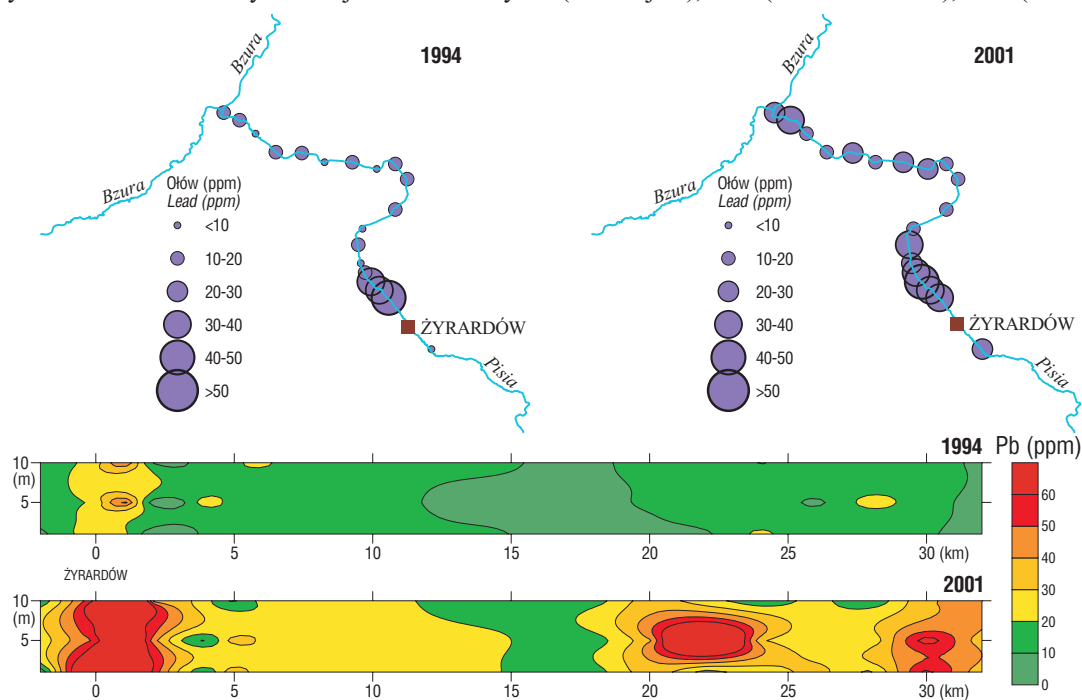 1994
2001
Bzura
Bzura
Bzura
Bzura
Ołów (ppm)
Lead (ppm)
<10
10-20
20-30
30-40
40-50
>50
ŻYRARDÓW
Pisia
Ołów (ppm)
Lead (ppm)
<10
10-20
20-30
30-40
40-50
>50
ŻYRARDÓW
Pisia
1994
Pb (ppm)
10
(m)
5
0 5 10 15 20 25 30 (km)
ŻYRARDÓW
2001
10
(m)
5
0 5 10 15 20 25 30 (km)
60
50
40
30
20
10
0